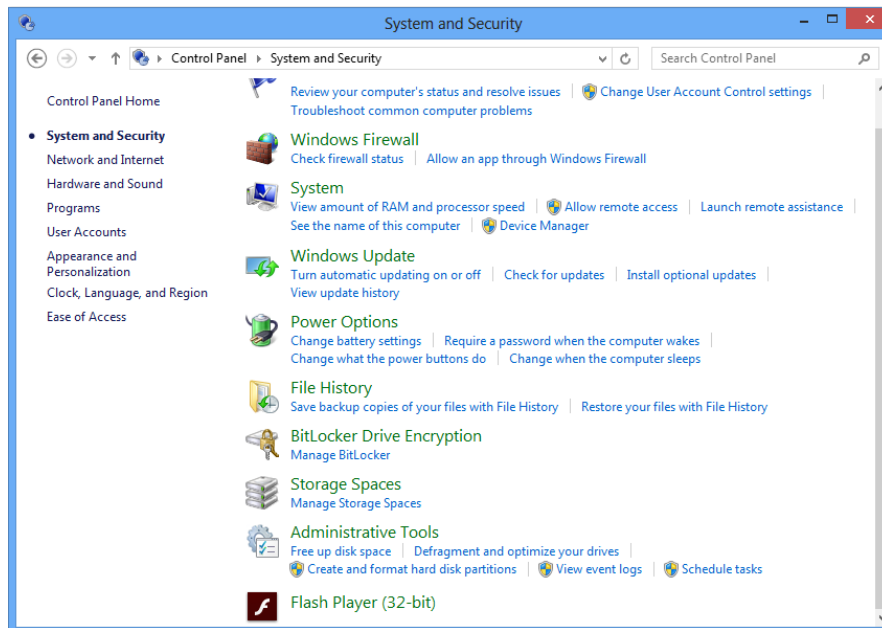 System and Security
Control Panel System and Security Search Control Panel
Control Panel Home
System and Security
Network and Internet
Hardware and Sound
Programs
User Accounts
Appearance and
Personalization
Clock, Language, and Region
Ease of Access
Review your computer's status and resolve issues Change User Account Control settings
Troubleshoot common computer problems
Windows Firewall
Check firewall status Allow an app through Windows Firewall
System
View amount of RAM and processor speed Allow remote access Launch remote assistance
See the name of this computer Device Manager
Windows Update
Turn automatic updating on or off Check for updates Install optional updates
View update history
Power Options
Change battery settings Require a password when the computer wakes
Change what the power buttons do Change when the computer sleeps
File History
Save backup copies of your files with File History Restore your files with File History
BitLocker Drive Encryption
Manage BitLocker
Storage Spaces
Manage Storage Spaces
Administrative Tools
Free up disk space Defragment and optimize your drives
Create and format hard disk partitions View event logs Schedule tasks
Flash Player (32-bit)